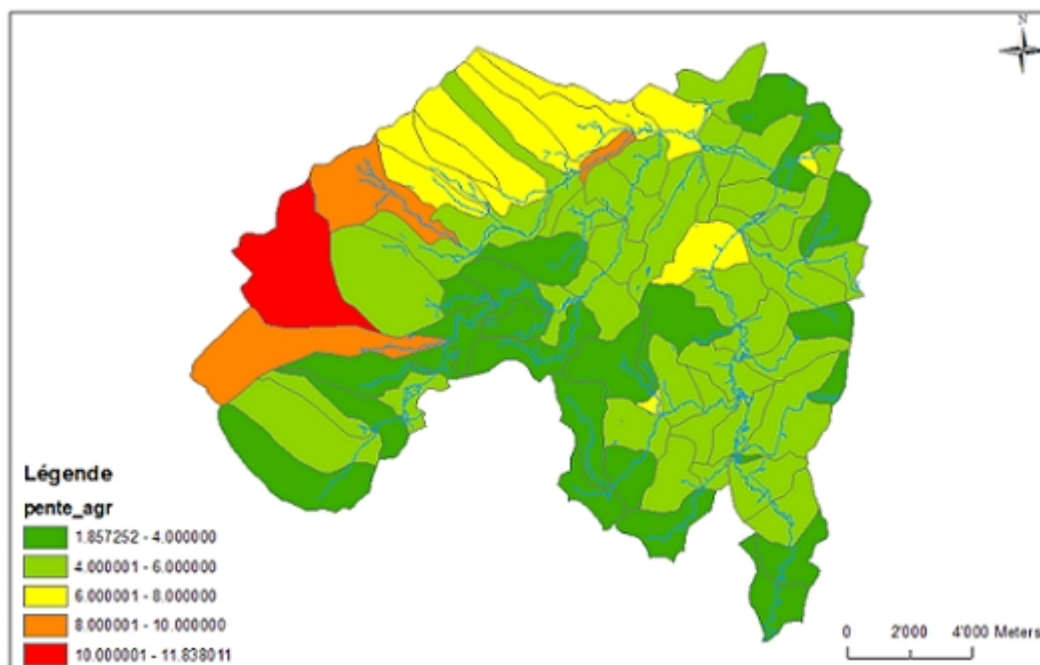 N
Légende
pente_agr
1.857252 - 4.000000
4.000001 - 6.000000
6.000001 - 8.000000
8.000001 - 10.000000
10.000001 - 11.838011
0 2'000 4'000 Meters